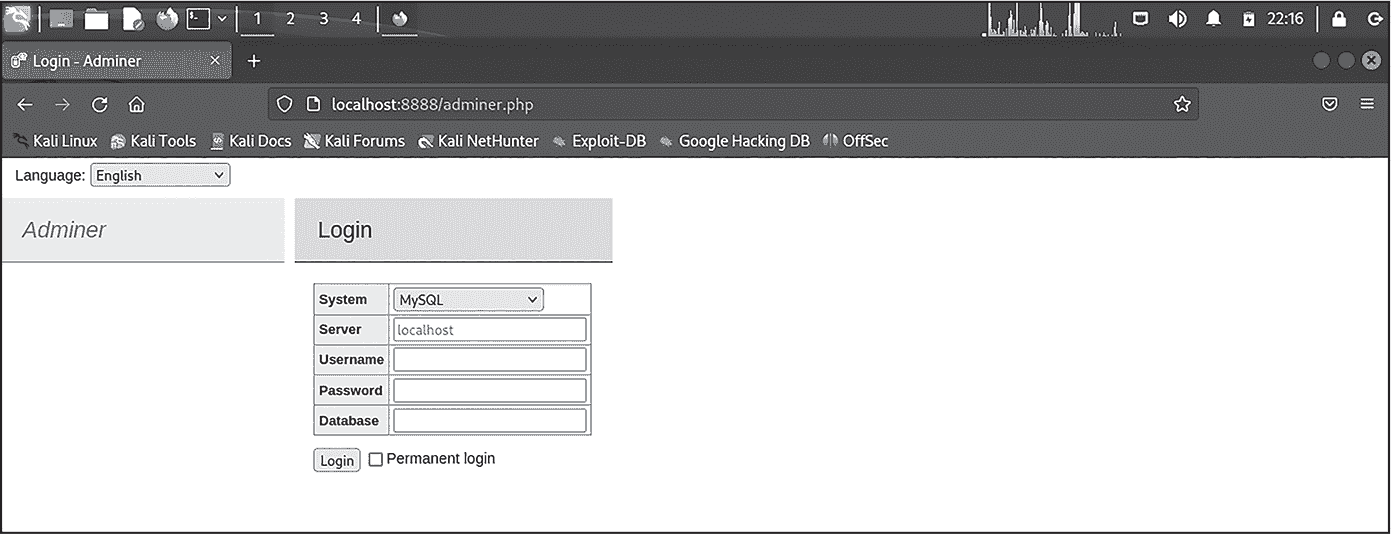 1 2 3 4 22:16
Login - Adminer
localhost:8888/adminer.php
Kali Linux Kali Tools Kali Docs Kali Forums Kali NetHunter Exploit-DB Google Hacking DB OffSec
Language: English
Adminer Login
System MySQL
Server localhost
Username
Password
Database
Login Permanent login